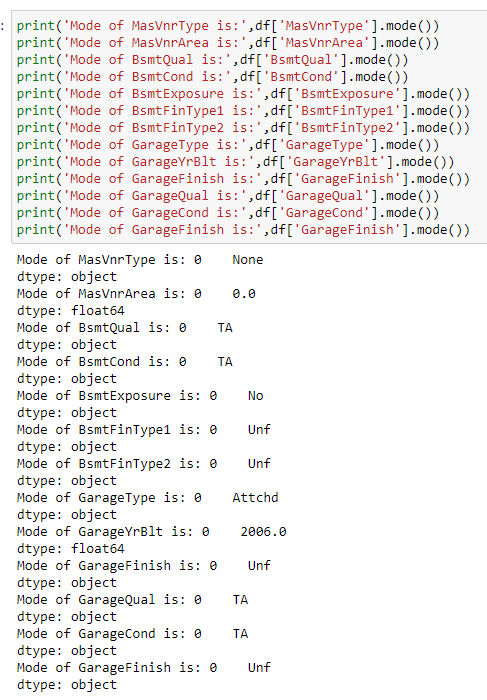 : print('Mode of MasVnrType is:',df['MasVnrType'].mode())
print('Mode of MasVnrArea is:',df['MasVnrArea'].mode())
print('Mode of BsmtQual is:',df['BsmtQual'].mode())
print('Mode of BsmtCond is:',df['BsmtCond'].mode())
print('Mode of BsmtExposure is:',df['BsmtExposure'].mode())
print('Mode of BsmtFinType1 is:',df['BsmtFinType1'].mode())
print('Mode of BsmtFinType2 is:',df['BsmtFinType2'].mode())
print('Mode of GarageType is:',df['GarageType'].mode())
print('Mode of GarageYrBlt is:',df['GarageYrBlt'].mode())
print('Mode of GarageFinish is:',df['GarageFinish'].mode())
print('Mode of GarageQual is:',df['GarageQual'].mode())
print('Mode of GarageCond is:',df['GarageCond'].mode())
print('Mode of GarageFinish is:',df['GarageFinish'].mode())
Mode of MasVnrType is: 0    None
dtype: object
Mode of MasVnrArea is: 0    0.0
dtype: float64
Mode of BsmtQual is: 0    TA
dtype: object
Mode of BsmtCond is: 0    TA
dtype: object
Mode of BsmtExposure is: 0    No
dtype: object
Mode of BsmtFinType1 is: 0    Unf
dtype: object
Mode of BsmtFinType2 is: 0    Unf
dtype: object
Mode of GarageType is: 0    Attchd
dtype: object
Mode of GarageYrBlt is: 0    2006.0
dtype: float64
Mode of GarageFinish is: 0    Unf
dtype: object
Mode of GarageQual is: 0    TA
dtype: object
Mode of GarageCond is: 0    TA
dtype: object
Mode of GarageFinish is: 0    Unf
dtype: object